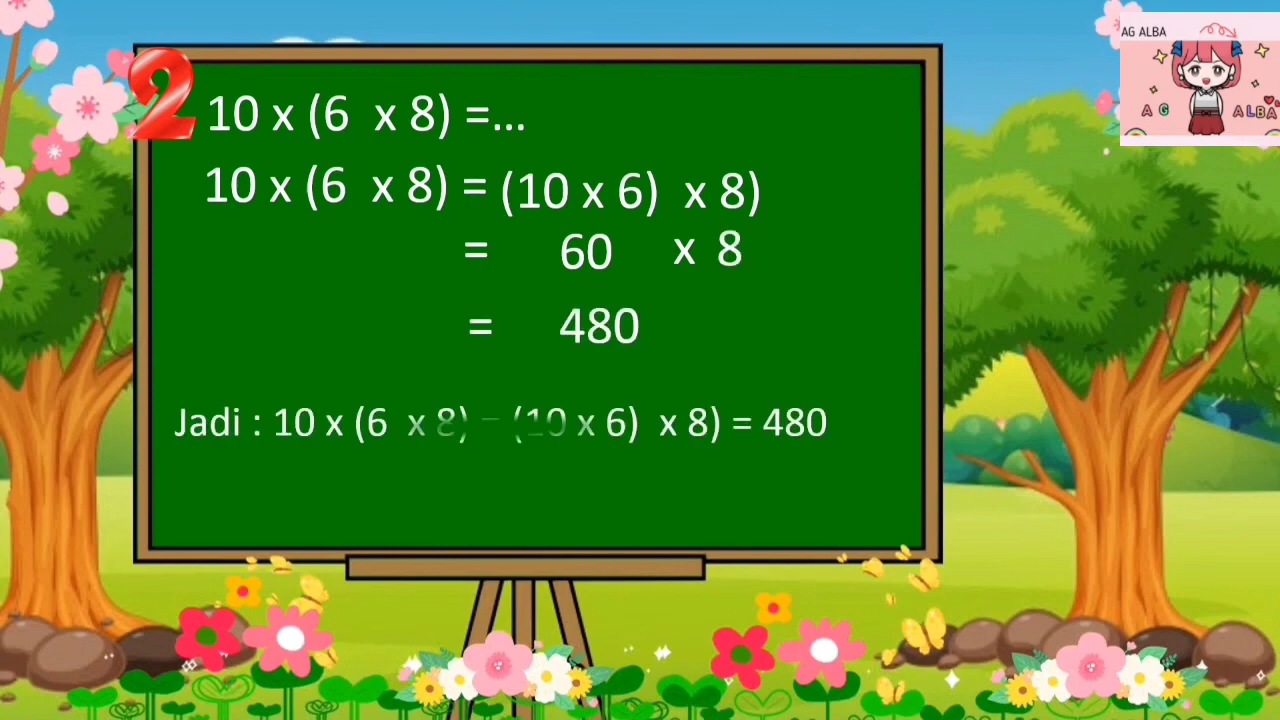 AG ALBA
A G ALBA
2
10 x (6 x 8) =...
10 x (6 x 8) = (10 x 6) x 8)
= 60 x 8
= 480
Jadi : 10 x (6 x 8) = (10 x 6) x 8) = 480